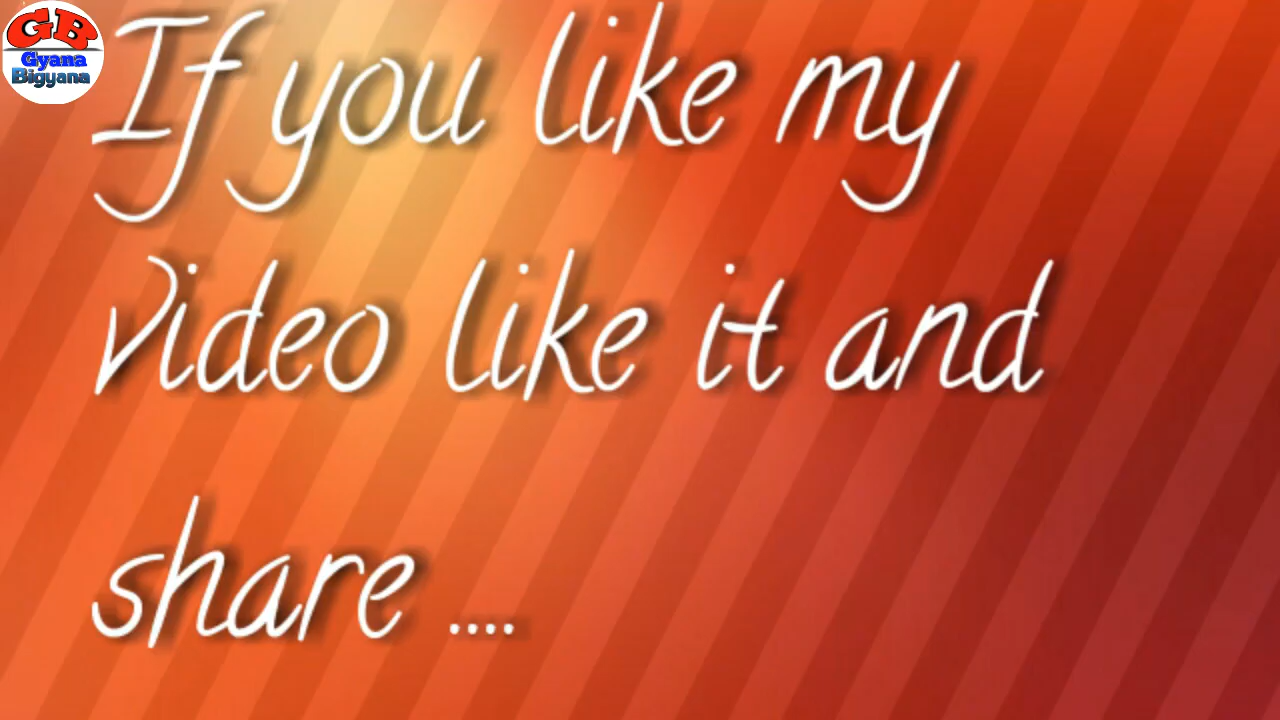 GB
Gyana
Bigyana
If you like my
video like it and
share ....